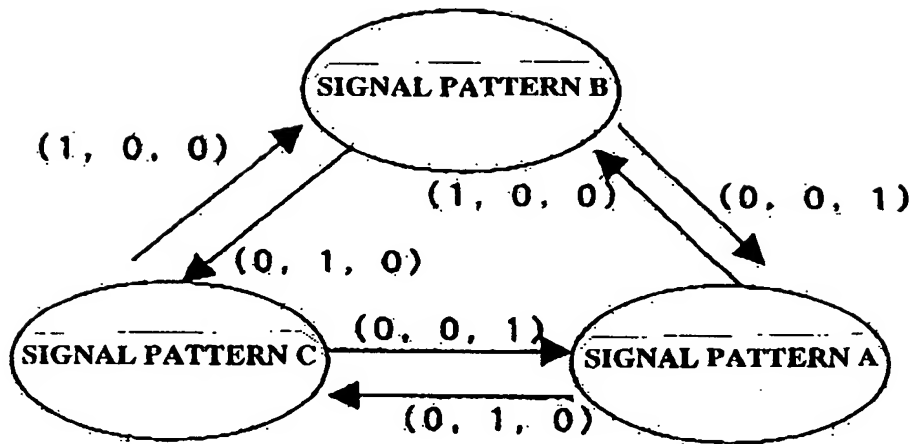 SIGNAL PATTERN B
(1, 0, 0)
(1, 0, 0)
(0, 0, 1)
(0, 1, 0)
(0, 0, 1)
SIGNAL PATTERN C
SIGNAL PATTERN A
(0, 1, 0)